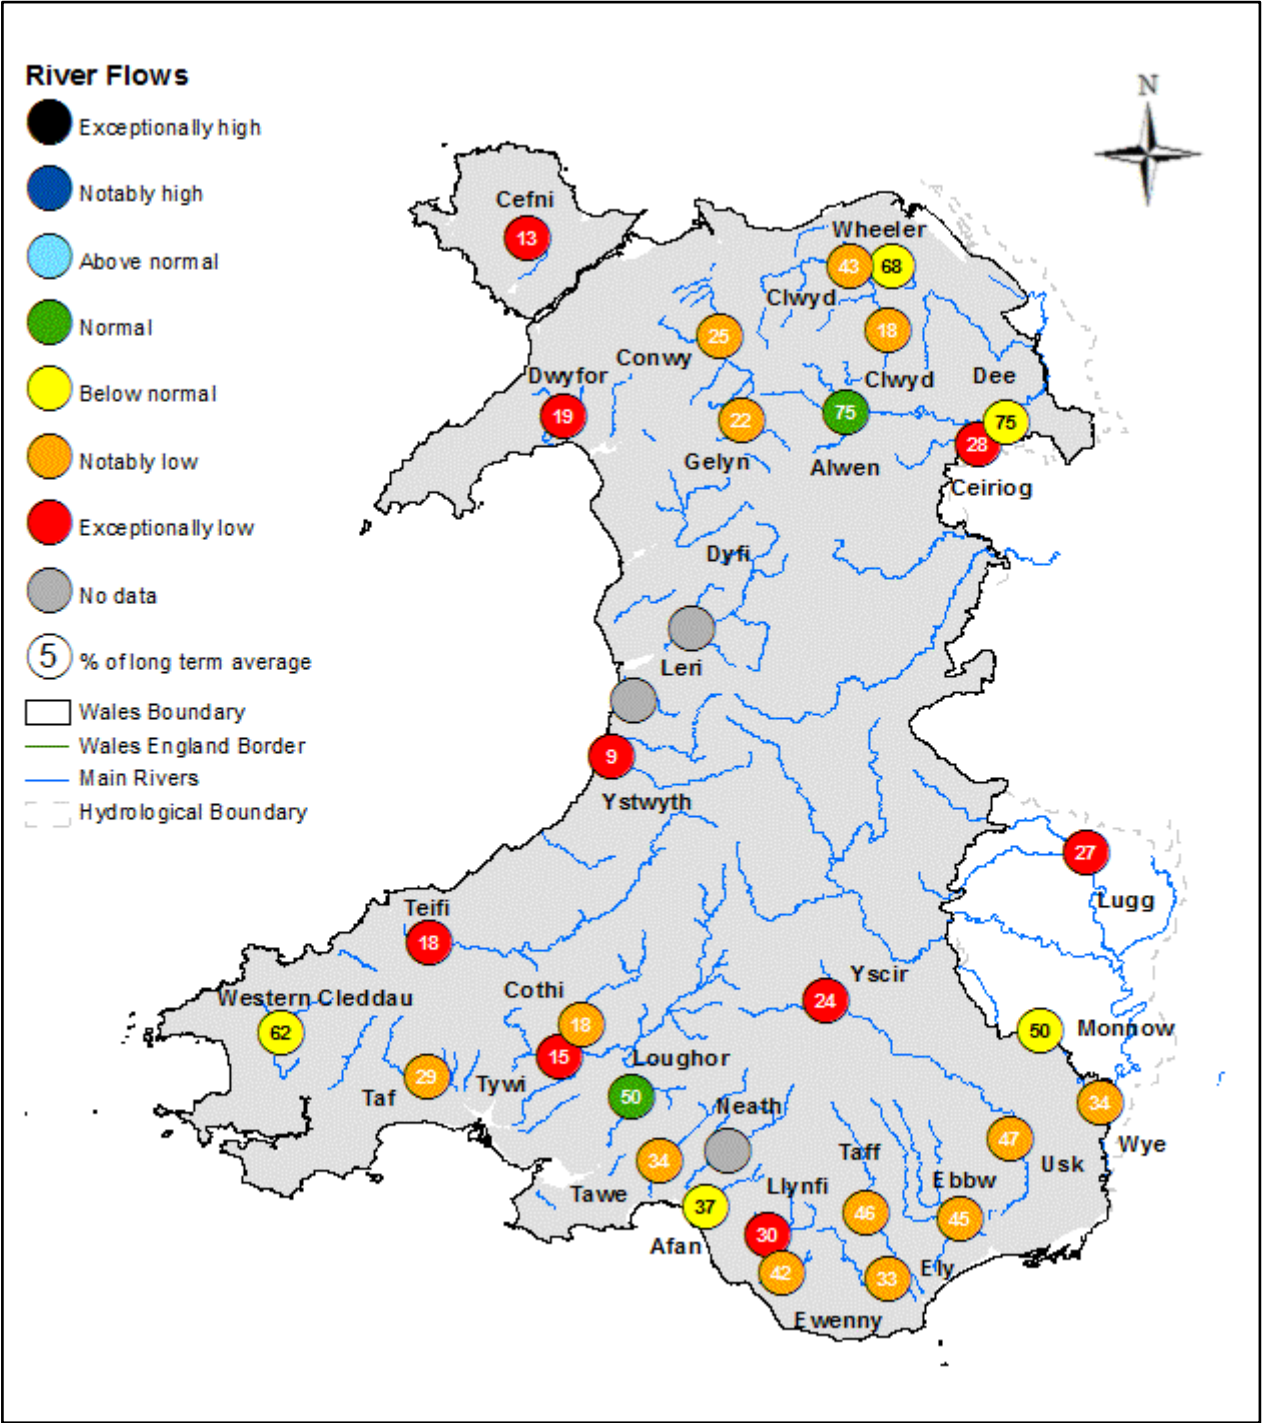 River Flows
Exceptionally high
Notably high
Above normal
Normal
Below normal
Notably low
Exceptionally low
No data
5 % of long term average
Wales Boundary
Wales England Border
Main Rivers
Hydrological Boundary
N
Cefni
13
Wheeler
43
68
Clwyd
18
Clwyd
25
Conwy
Dwyfor
19
22
Gelyn
75
Alwen
Dee
75
28
Ceiriog
Dyfi
Leri
9
Ystwyth
27
Lugg
Teifi
18
Western Cleddau
62
Cothi
18
15
Tywi
29
Taf
Yscir
24
50
Monnow
Loughor
50
Neath
34
Tawe
37
Afan
Llynfi
30
42
Ewenny
Taff
46
33
Ely
Ebbw
45
47
Usk
34
Wye